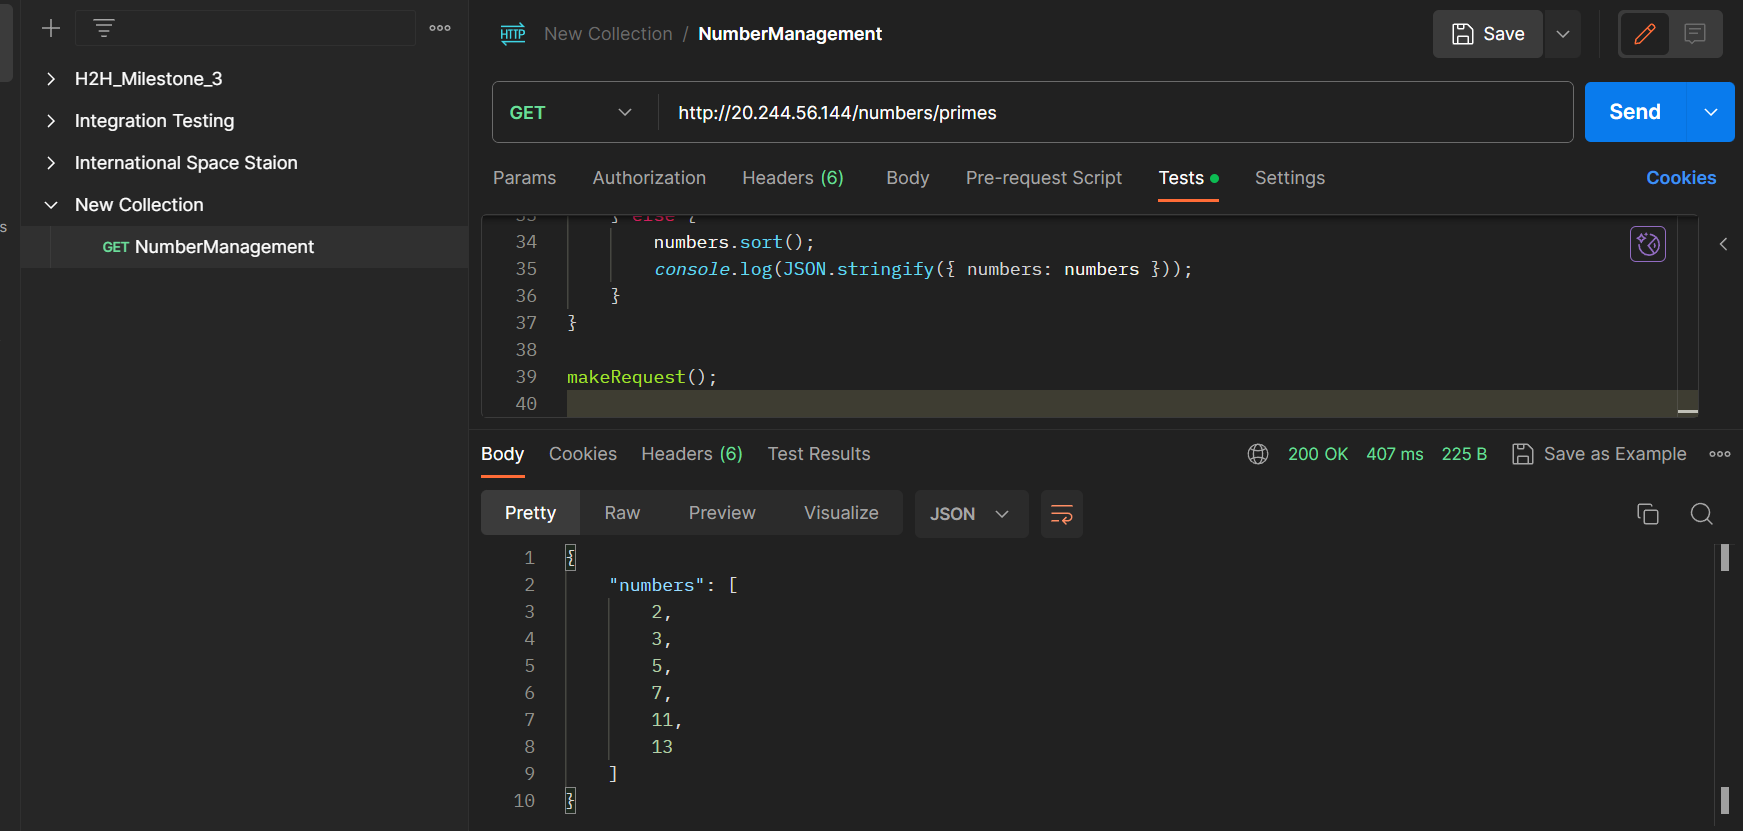 HTTP New Collection / NumberManagement
Save
H2H_Milestone_3
Integration Testing
International Space Staion
New Collection
GET NumberManagement
GET http://20.244.56.144/numbers/primes
Send
Params Authorization Headers (6) Body Pre-request Script Tests Settings Cookies
33 } else {
34 numbers.sort();
35 console.log(JSON.stringify({ numbers: numbers }));
36 }
37 }
38
39 makeRequest();
40
Body Cookies Headers (6) Test Results
200 OK 407 ms 225 B Save as Example
Pretty Raw Preview Visualize JSON
1 {
2 "numbers": [
3 2,
4 3,
5 5,
6 7,
7 11,
8 13
9 ]
10 }